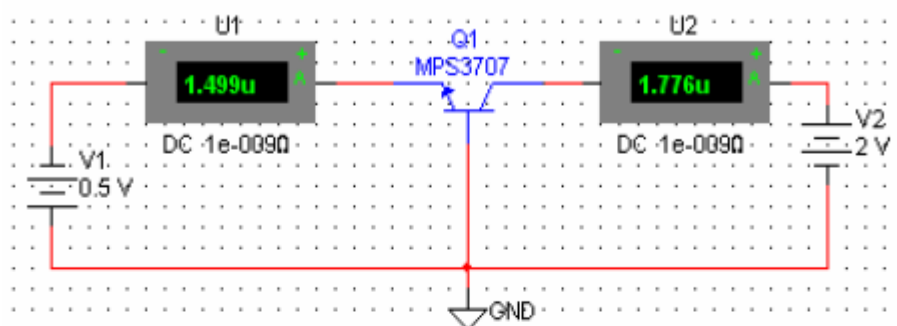 U1
U2
Q1
MPS3707
- +
1.499u A
- +
1.776u A
DC 1e-009Ω
DC 1e-009Ω
V1
0.5 V
V2
2 V
GND